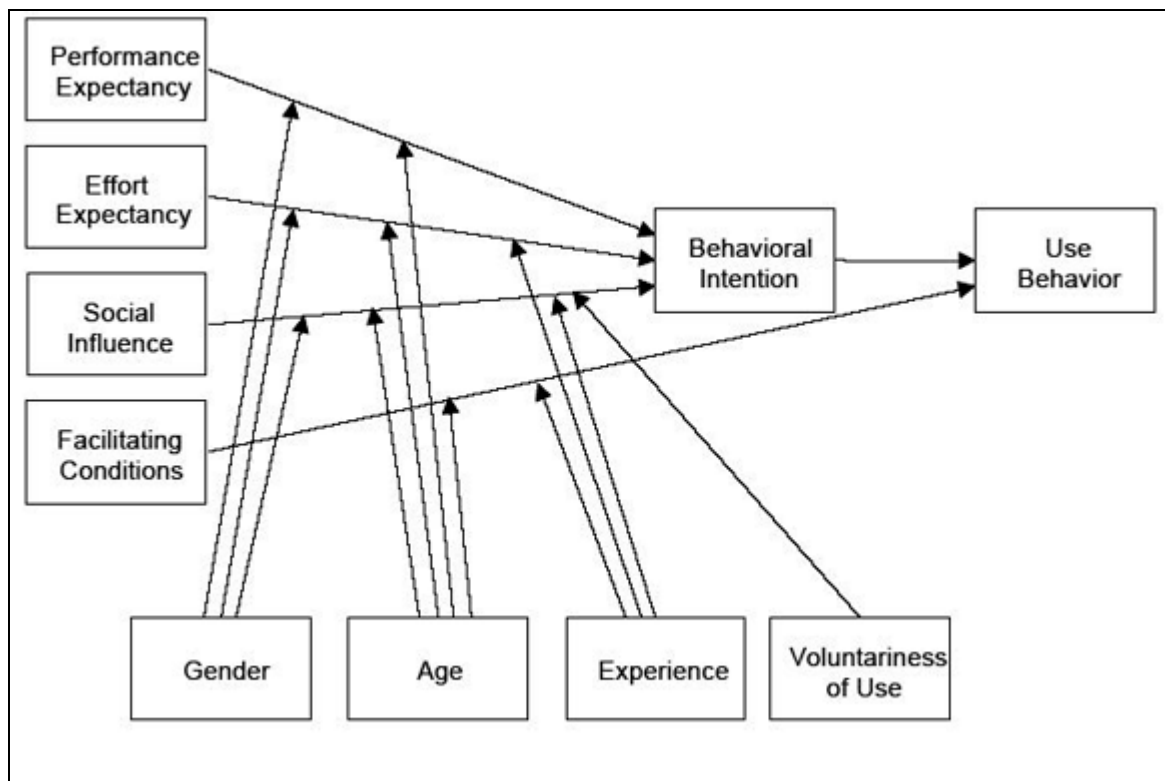 Performance
Expectancy
Effort
Expectancy
Social
Influence
Facilitating
Conditions
Behavioral
Intention
Use
Behavior
Gender
Age
Experience
Voluntariness
of Use